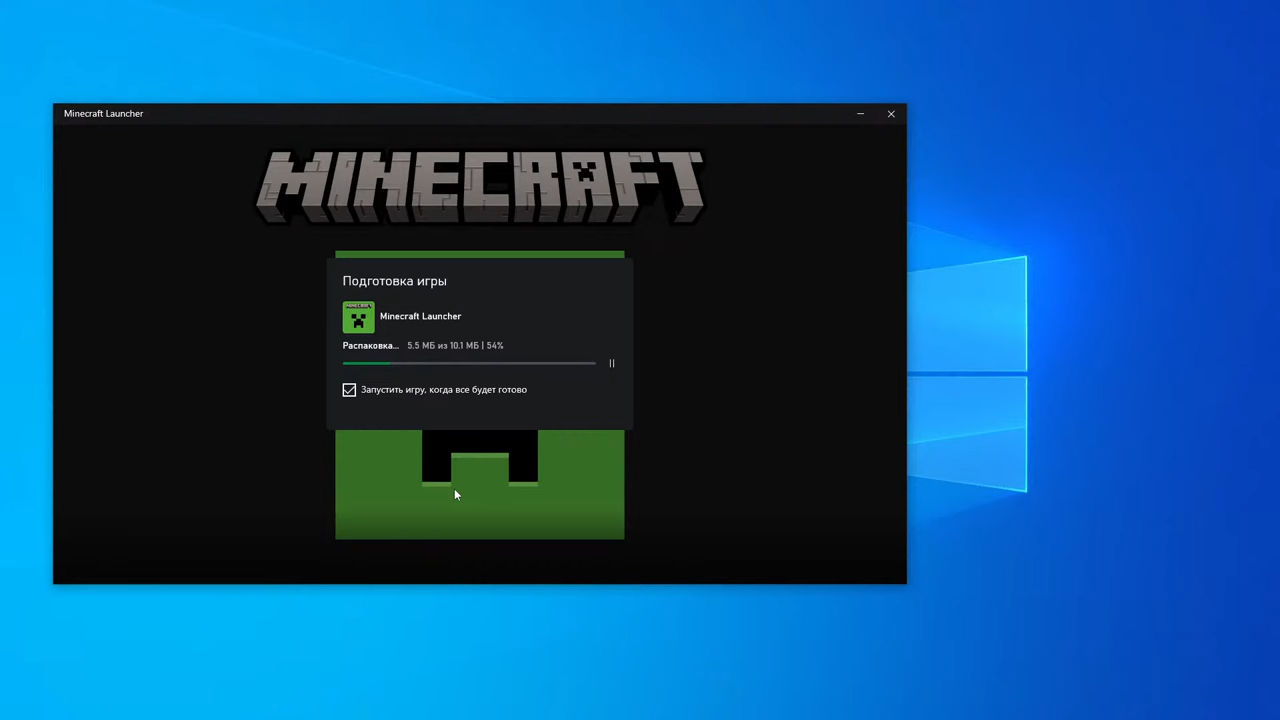 Minecraft Launcher
MINECRAFT
Подготовка игры
MINECRAFT
Minecraft Launcher
Распаковка... 5.5 МБ из 10.1 МБ | 54%
Запустить игру, когда все будет готово